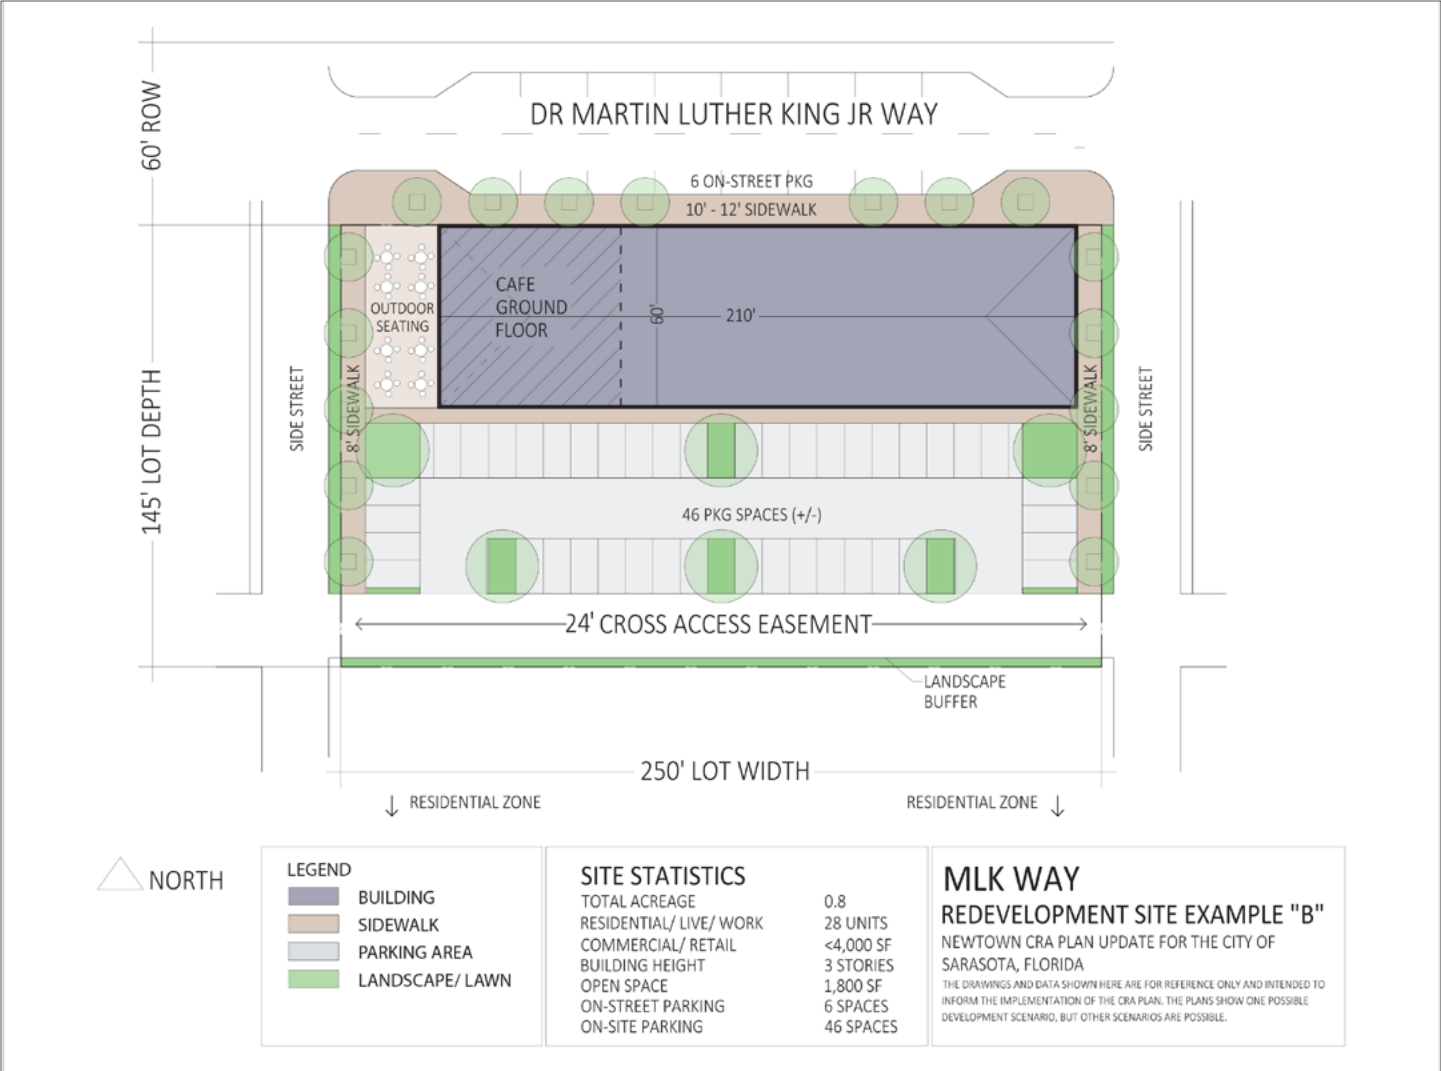 60' ROW
DR MARTIN LUTHER KING JR WAY
6 ON-STREET PKG
10' - 12' SIDEWALK
CAFE
GROUND
FLOOR
OUTDOOR
SEATING
60'
210'
SIDE STREET
8' SIDEWALK
8' SIDEWALK
SIDE STREET
145' LOT DEPTH
46 PKG SPACES (+/-)
24' CROSS ACCESS EASEMENT
LANDSCAPE
BUFFER
250' LOT WIDTH
RESIDENTIAL ZONE
RESIDENTIAL ZONE
NORTH
LEGEND
BUILDING
SIDEWALK
PARKING AREA
LANDSCAPE/ LAWN
SITE STATISTICS
TOTAL ACREAGE 0.8
RESIDENTIAL/ LIVE/ WORK 28 UNITS
COMMERCIAL/ RETAIL <4,000 SF
BUILDING HEIGHT 3 STORIES
OPEN SPACE 1,800 SF
ON-STREET PARKING 6 SPACES
ON-SITE PARKING 46 SPACES
MLK WAY
REDEVELOPMENT SITE EXAMPLE "B"
NEWTOWN CRA PLAN UPDATE FOR THE CITY OF
SARASOTA, FLORIDA
THE DRAWINGS AND DATA SHOWN HERE ARE FOR REFERENCE ONLY AND INTENDED TO
INFORM THE IMPLEMENTATION OF THE CRA PLAN. THE PLANS SHOW ONE POSSIBLE
DEVELOPMENT SCENARIO, BUT OTHER SCENARIOS ARE POSSIBLE.